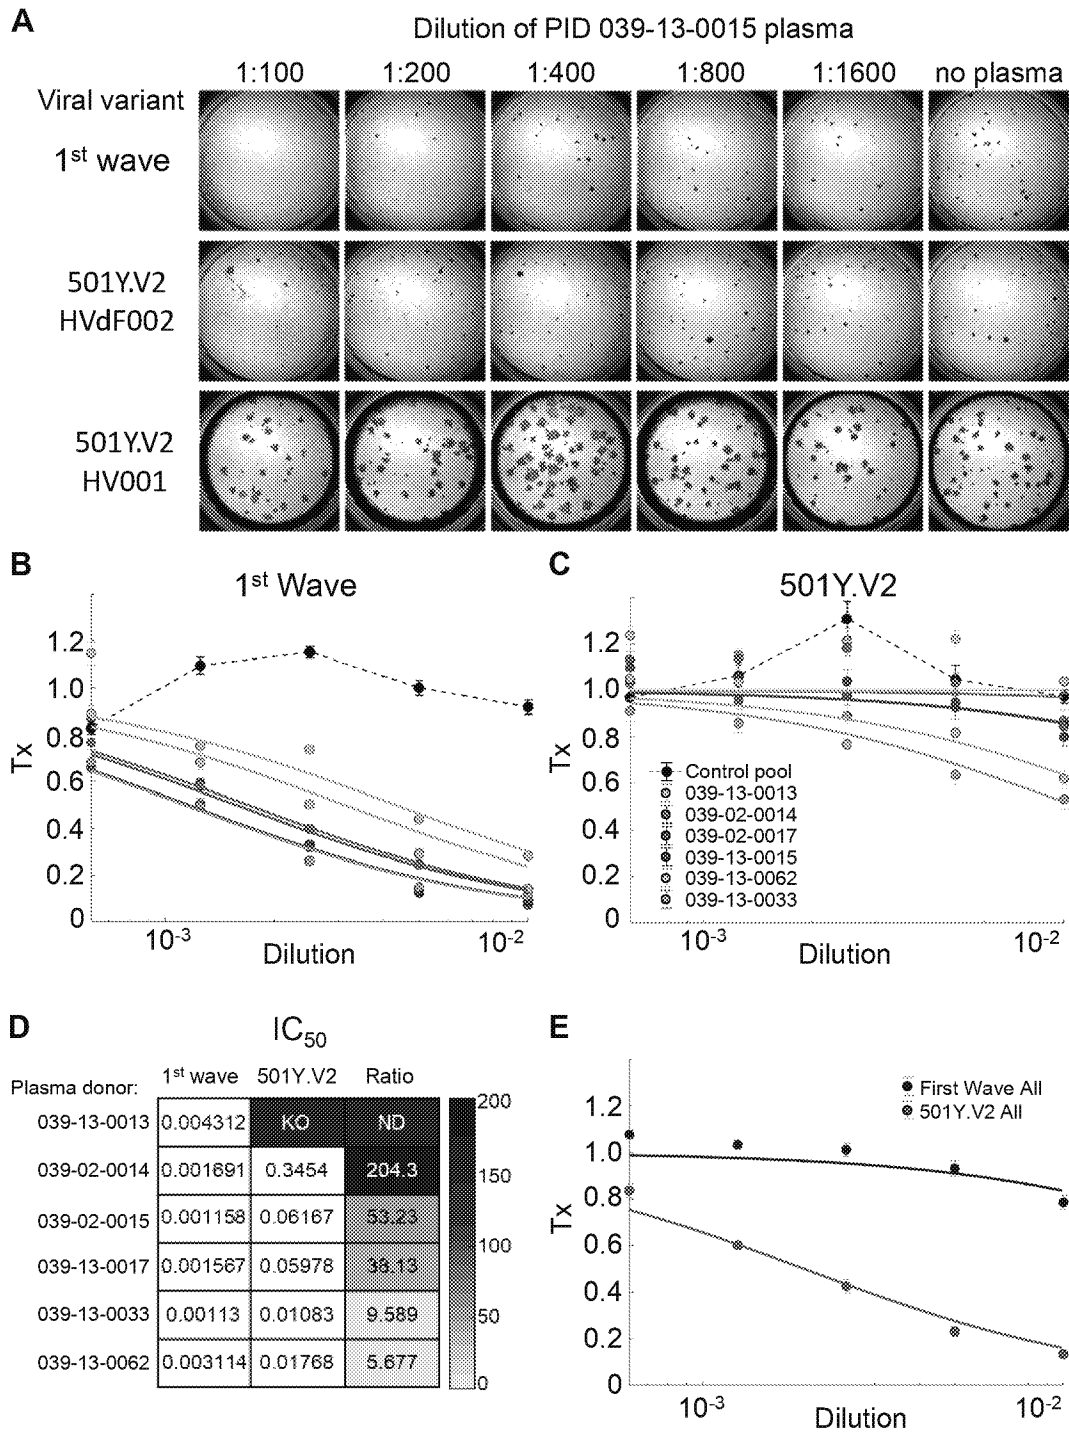 A
Dilution of PID 039-13-0015 plasma
1:100 1:200 1:400 1:800 1:1600 no plasma
Viral variant
1st wave
501Y.V2
HVdF002
501Y.V2
HV001
B
1st Wave
1.2
1.0
0.8
0.6
0.4
0.2
0
Tx
10-3
10-2
Dilution
C
501Y.V2
1.2
1.0
0.8
0.6
0.4
0.2
0
Tx
Control pool
039-13-0013
039-02-0014
039-02-0017
039-13-0015
039-13-0062
039-13-0033
10-3
10-2
Dilution
D
IC50
Plasma donor: 1st wave 501Y.V2 Ratio
039-13-0013 0.004312 KO ND
039-02-0014 0.001691 0.3454 204.3
039-02-0015 0.001158 0.06167 53.23
039-13-0017 0.001567 0.05978 38.13
039-13-0033 0.00113 0.01083 9.589
039-13-0062 0.003114 0.01768 5.677
200
150
100
50
0
E
First Wave All
501Y.V2 All
1.2
1.0
0.8
0.6
0.4
0.2
0
Tx
10-3
10-2
Dilution